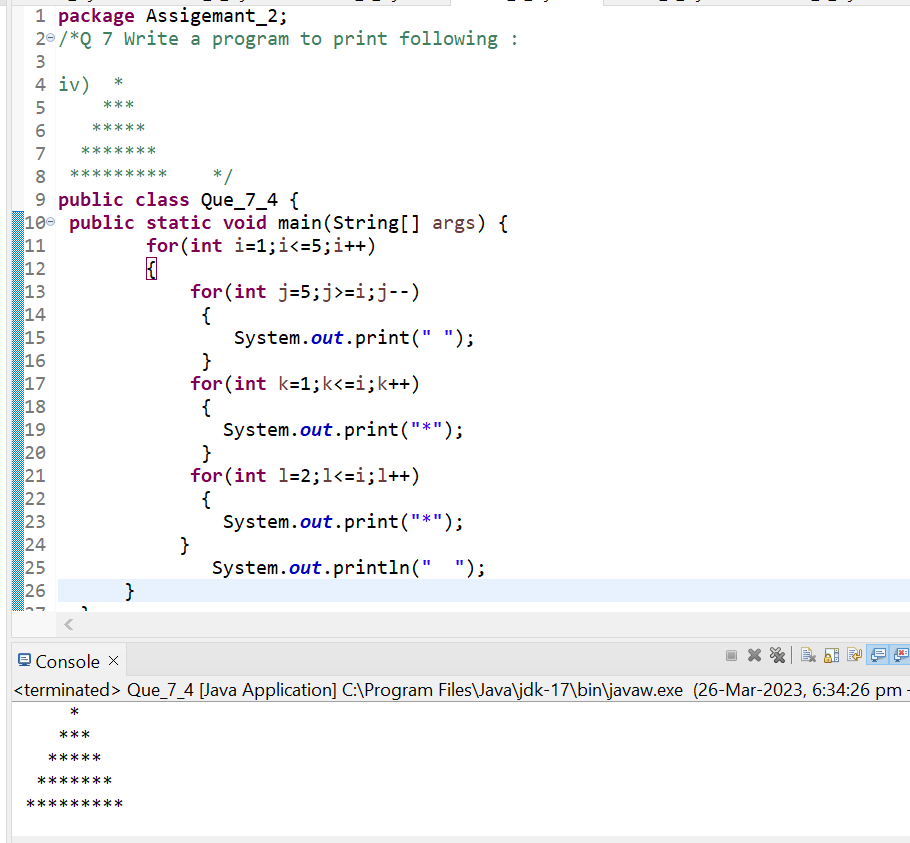 1 package Assigemant_2;
2 /*Q 7 Write a program to print following :
3
4 iv)  *
5     ***
6    *****
7   *******
8  *********    */
9 public class Que_7_4 {
10  public static void main(String[] args) {
11         for(int i=1;i<=5;i++)
12         {
13             for(int j=5;j>=i;j--)
14              {
15                 System.out.print(" ");
16              }
17             for(int k=1;k<=i;k++)
18              {
19                System.out.print("*");
20              }
21             for(int l=2;l<=i;l++)
22              {
23                System.out.print("*");
24            }
25               System.out.println("  ");
26       }
27   }
Console
<terminated> Que_7_4 [Java Application] C:\Program Files\Java\jdk-17\bin\javaw.exe (26-Mar-2023, 6:34:26 pm -
     *
    ***
   *****
  *******
 *********